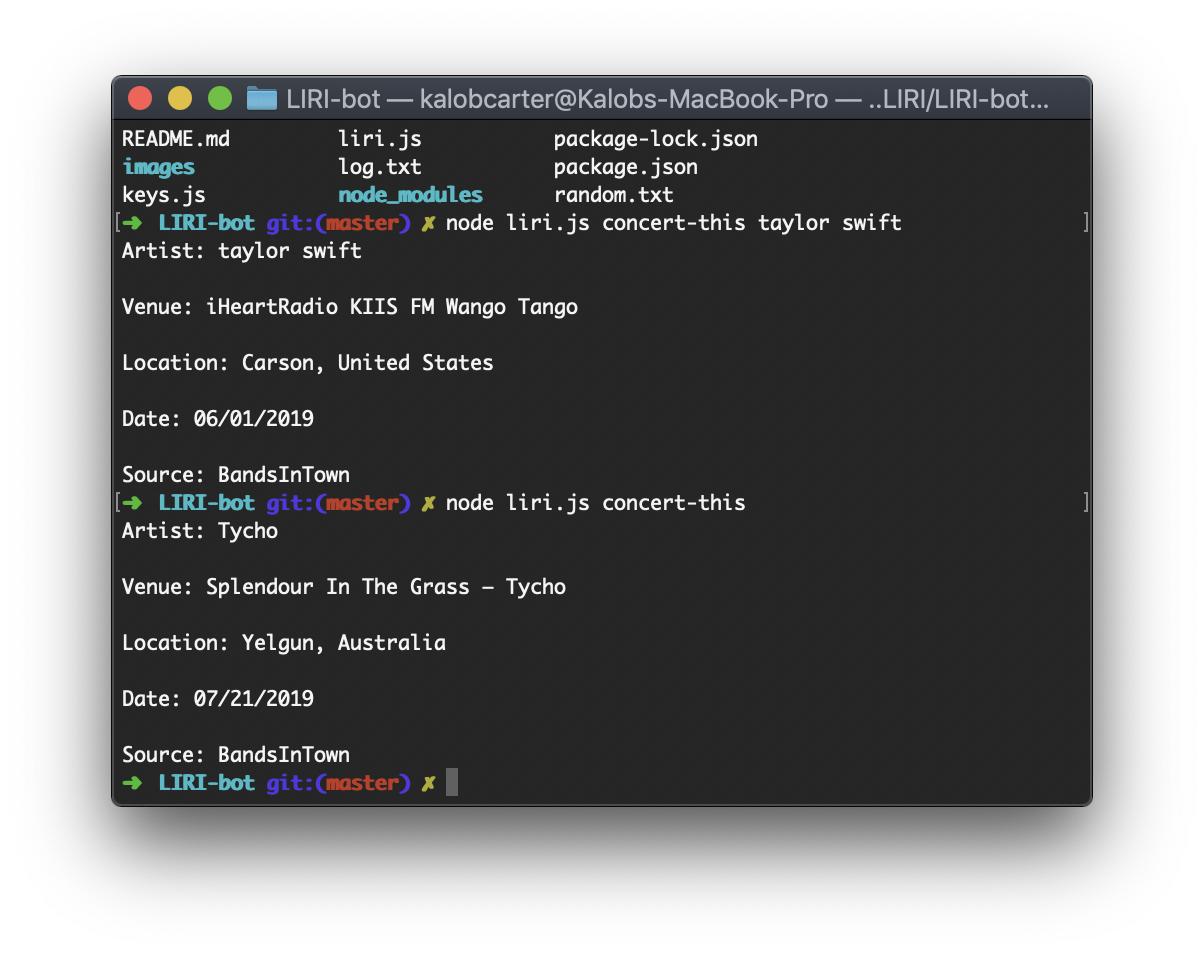 LIRI-bot — kalobcarter@Kalobs-MacBook-Pro — ..LIRI/LIRI-bot...
README.md liri.js package-lock.json
images log.txt package.json
keys.js node_modules random.txt
[➜ LIRI-bot git:(master) ✗ node liri.js concert-this taylor swift ]
Artist: taylor swift
Venue: iHeartRadio KIIS FM Wango Tango
Location: Carson, United States
Date: 06/01/2019
Source: BandsInTown
[➜ LIRI-bot git:(master) ✗ node liri.js concert-this ]
Artist: Tycho
Venue: Splendour In The Grass – Tycho
Location: Yelgun, Australia
Date: 07/21/2019
Source: BandsInTown
➜ LIRI-bot git:(master) ✗